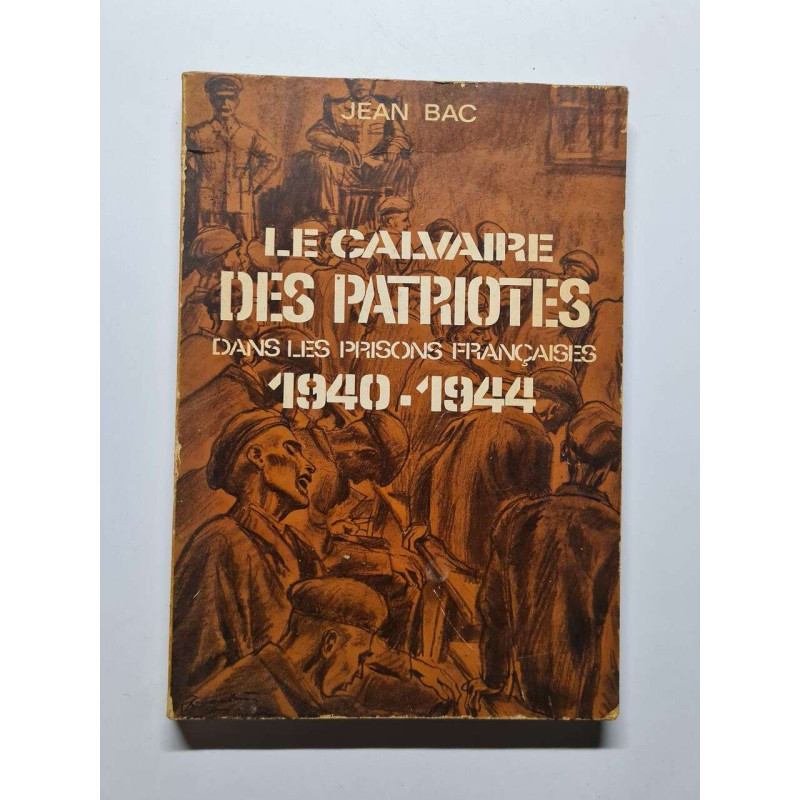 JEAN BAC
LE CALVAIRE
DES PATRIOTES
DANS LES PRISONS FRANÇAISES
1940.1944